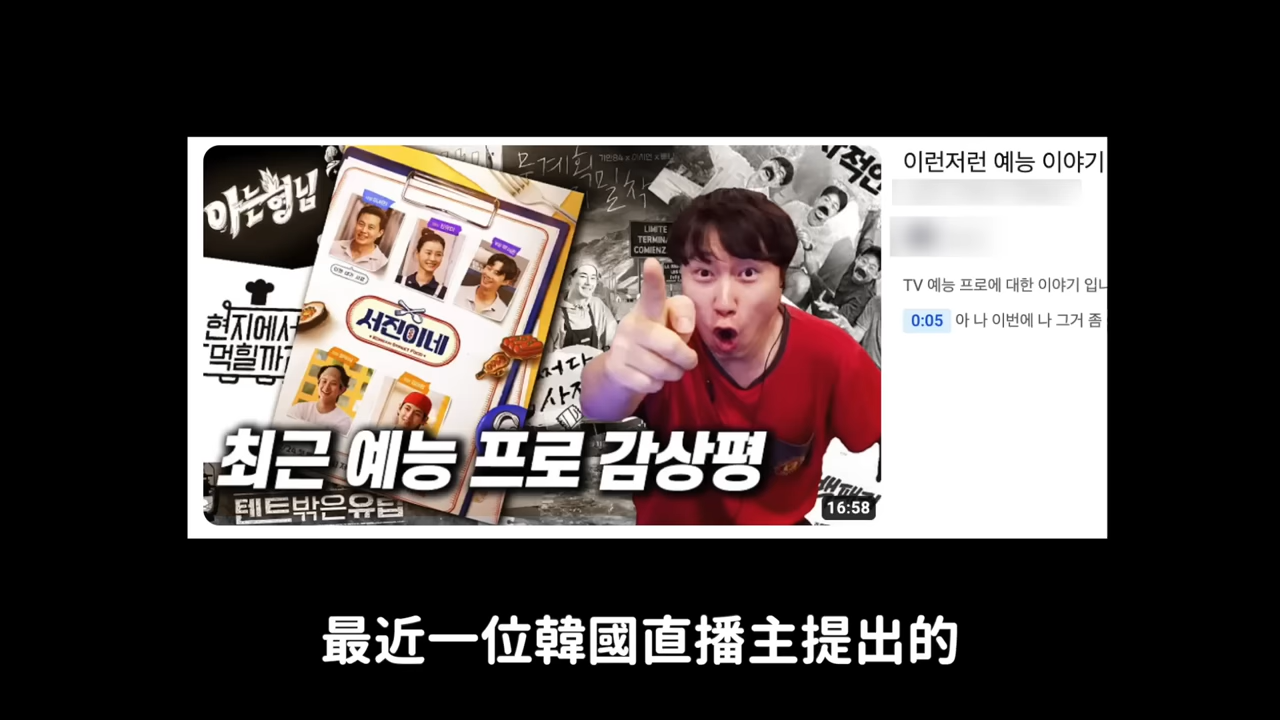 아는형님
현지에서
먹힐까
서진이네
LIMITE
TERMINA
COMIENZ
최근 예능 프로 감상평
텐트밖은유럽
16:58
이런저런 예능 이야기
TV 예능 프로에 대한 이야기 입니
0:05 아 나 이번에 나 그거 좀
最近一位韓國直播主提出的